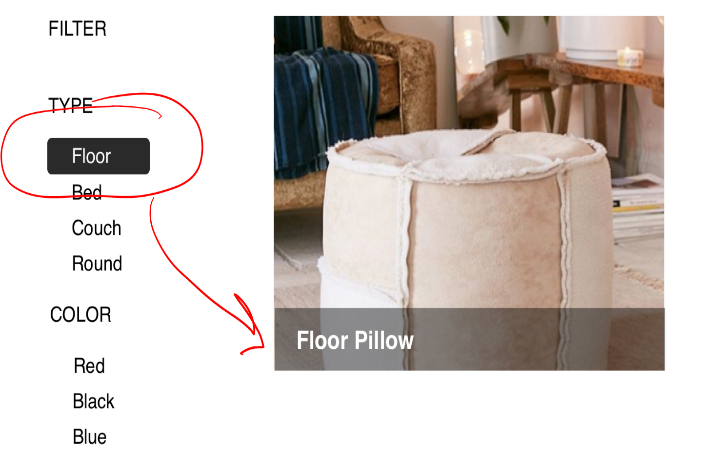 FILTER
TYPE
Floor
Bed
Couch
Round
COLOR
Red
Black
Blue
Floor Pillow